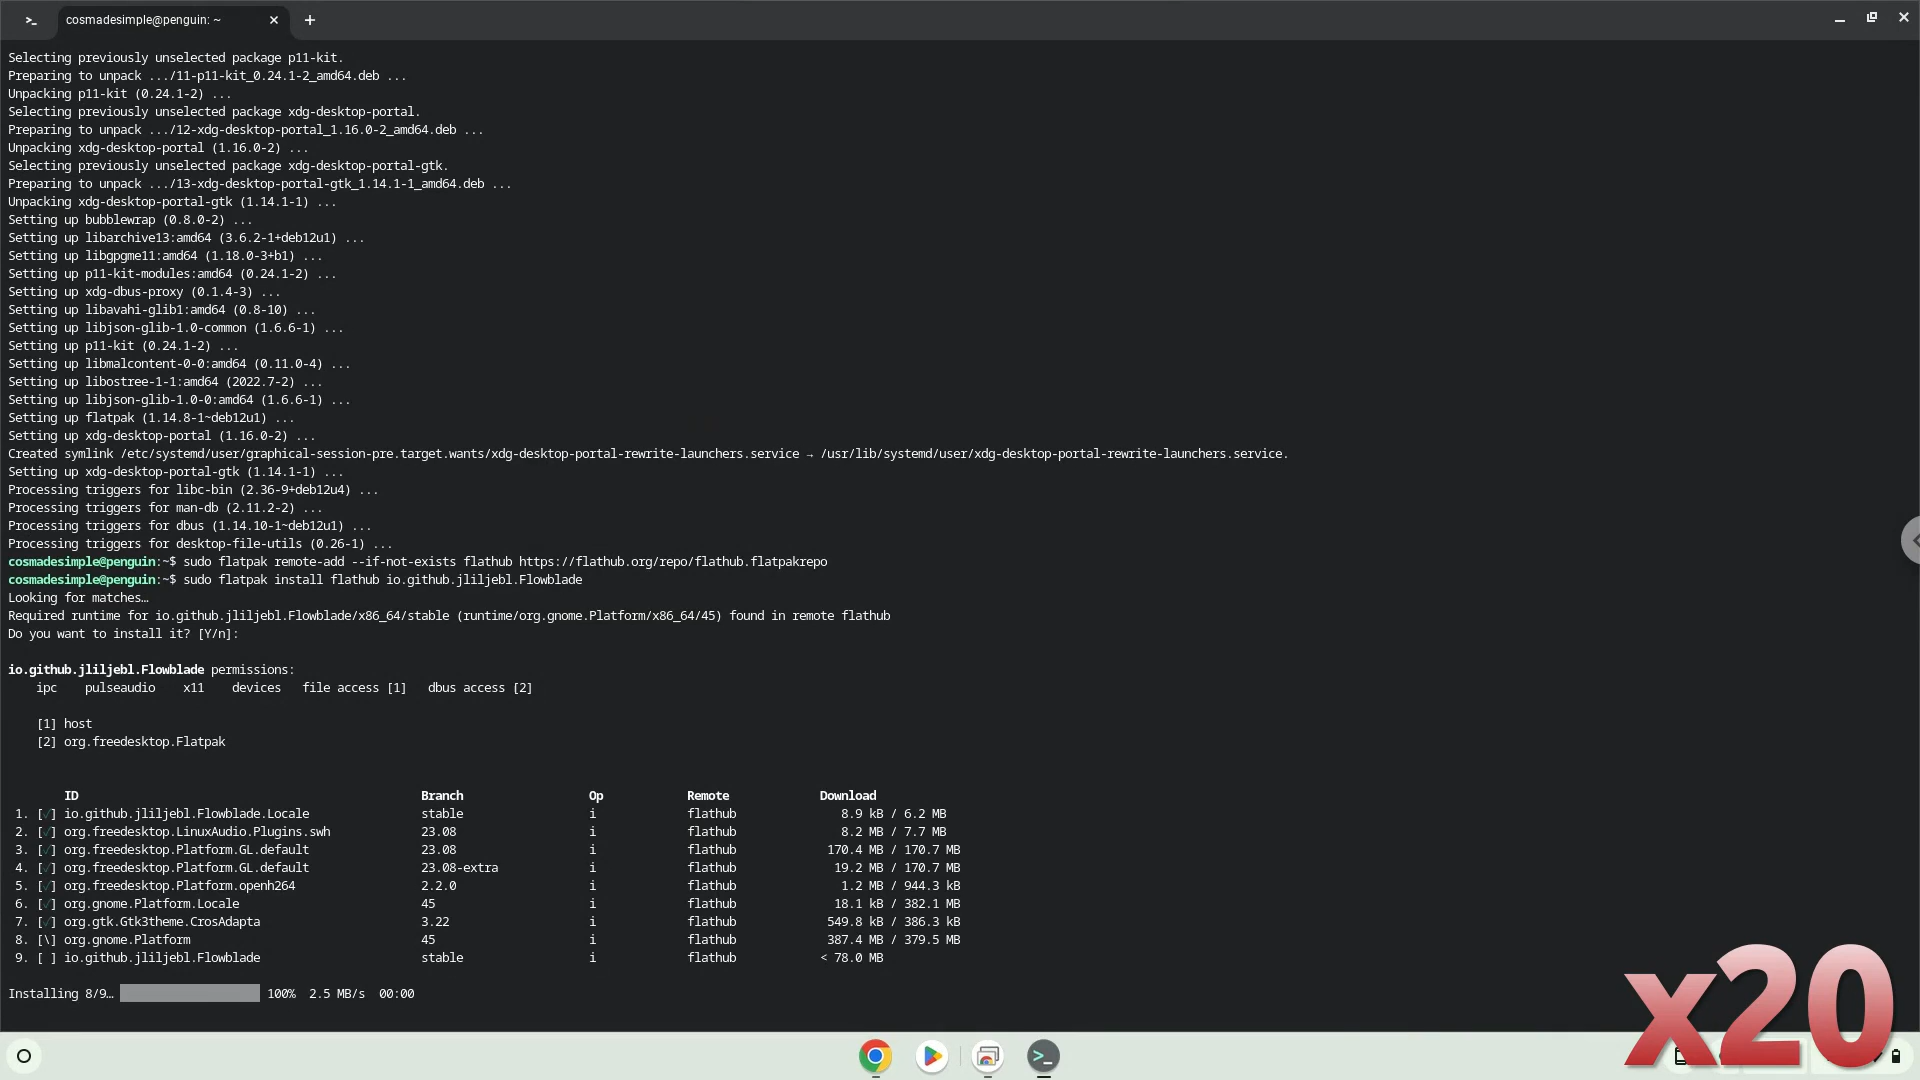 cosmadesimple@penguin: ~
Selecting previously unselected package p11-kit.
Preparing to unpack .../11-p11-kit_0.24.1-2_amd64.deb ...
Unpacking p11-kit (0.24.1-2) ...
Selecting previously unselected package xdg-desktop-portal.
Preparing to unpack .../12-xdg-desktop-portal_1.16.0-2_amd64.deb ...
Unpacking xdg-desktop-portal (1.16.0-2) ...
Selecting previously unselected package xdg-desktop-portal-gtk.
Preparing to unpack .../13-xdg-desktop-portal-gtk_1.14.1-1_amd64.deb ...
Unpacking xdg-desktop-portal-gtk (1.14.1-1) ...
Setting up bubblewrap (0.8.0-2) ...
Setting up libarchive13:amd64 (3.6.2-1+deb12u1) ...
Setting up libgpgme11:amd64 (1.18.0-3+b1) ...
Setting up p11-kit-modules:amd64 (0.24.1-2) ...
Setting up xdg-dbus-proxy (0.1.4-3) ...
Setting up libavahi-glib1:amd64 (0.8-10) ...
Setting up libjson-glib-1.0-common (1.6.6-1) ...
Setting up p11-kit (0.24.1-2) ...
Setting up libmalcontent-0-0:amd64 (0.11.0-4) ...
Setting up libostree-1-1:amd64 (2022.7-2) ...
Setting up libjson-glib-1.0-0:amd64 (1.6.6-1) ...
Setting up flatpak (1.14.8-1~deb12u1) ...
Setting up xdg-desktop-portal (1.16.0-2) ...
Created symlink /etc/systemd/user/graphical-session-pre.target.wants/xdg-desktop-portal-rewrite-launchers.service → /usr/lib/systemd/user/xdg-desktop-portal-rewrite-launchers.service.
Setting up xdg-desktop-portal-gtk (1.14.1-1) ...
Processing triggers for libc-bin (2.36-9+deb12u4) ...
Processing triggers for man-db (2.11.2-2) ...
Processing triggers for dbus (1.14.10-1~deb12u1) ...
Processing triggers for desktop-file-utils (0.26-1) ...
cosmadesimple@penguin:~$ sudo flatpak remote-add --if-not-exists flathub https://flathub.org/repo/flathub.flatpakrepo
cosmadesimple@penguin:~$ sudo flatpak install flathub io.github.jliljebl.Flowblade
Looking for matches…
Required runtime for io.github.jliljebl.Flowblade/x86_64/stable (runtime/org.gnome.Platform/x86_64/45) found in remote flathub
Do you want to install it? [Y/n]:
io.github.jliljebl.Flowblade permissions:
ipc pulseaudio x11 devices file access [1] dbus access [2]
[1] host
[2] org.freedesktop.Flatpak
ID Branch Op Remote Download
1. [✓] io.github.jliljebl.Flowblade.Locale stable i flathub 8.9 kB / 6.2 MB
2. [✓] org.freedesktop.LinuxAudio.Plugins.swh 23.08 i flathub 8.2 MB / 7.7 MB
3. [✓] org.freedesktop.Platform.GL.default 23.08 i flathub 170.4 MB / 170.7 MB
4. [✓] org.freedesktop.Platform.GL.default 23.08-extra i flathub 19.2 MB / 170.7 MB
5. [✓] org.freedesktop.Platform.openh264 2.2.0 i flathub 1.2 MB / 944.3 kB
6. [✓] org.gnome.Platform.Locale 45 i flathub 18.1 kB / 382.1 MB
7. [✓] org.gtk.Gtk3theme.CrosAdapta 3.22 i flathub 549.8 kB / 386.3 kB
8. [\] org.gnome.Platform 45 i flathub 387.4 MB / 379.5 MB
9. [ ] io.github.jliljebl.Flowblade stable i flathub < 78.0 MB
Installing 8/9… 100% 2.5 MB/s 00:00
x20